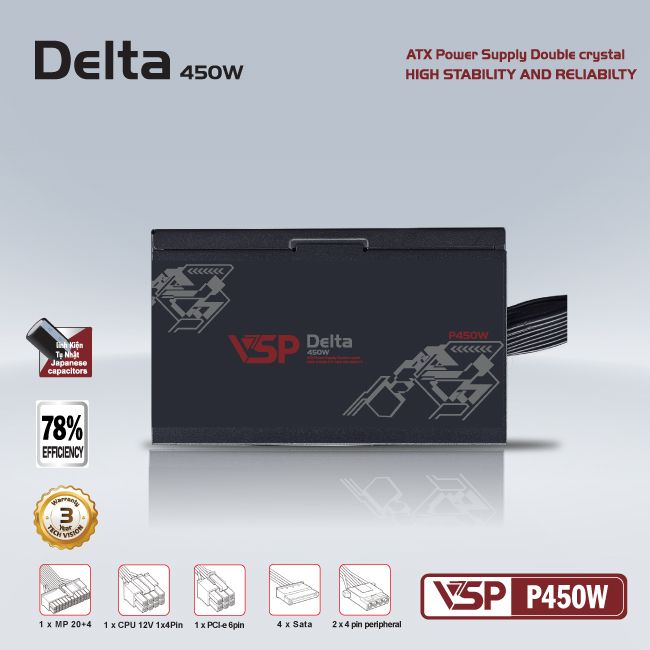 Delta 450W
ATX Power Supply Double crystal
HIGH STABILITY AND RELIABILTY
VSP Delta
450W
P450W
Linh Kiện
Tụ Nhật
Japanese
capacitors
78%
EFFICIENCY
Warranty
3
Year
TECH VISION
1 x MP 20+4
1 x CPU 12V 1x4Pin
1 x PCI-e 6pin
4 x Sata
2 x 4 pin peripheral
VSP P450W